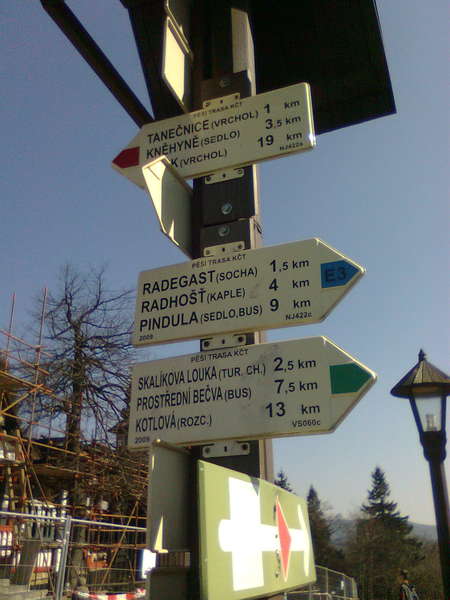 PĚŠÍ TRASA KČT
TANEČNICE (VRCHOL) 1 km
KNĚHYNĚ (SEDLO) 3,5 km
K (VRCHOL) 19 km
NJ422a
PĚŠÍ TRASA KČT
RADEGAST (SOCHA) 1,5 km
RADHOŠŤ (KAPLE) 4 km
PINDULA (SEDLO,BUS) 9 km
E3
2009 NJ422c
PĚŠÍ TRASA KČT
SKALÍKOVA LOUKA (TUR. CH.) 2,5 km
PROSTŘEDNÍ BEČVA (BUS) 7,5 km
KOTLOVÁ (ROZC.) 13 km
2009 VS060c